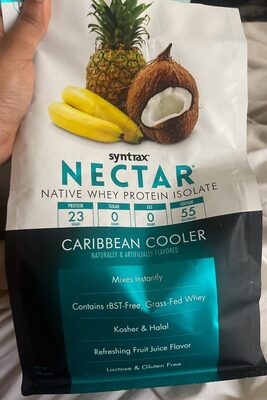 syntrax®
NECTAR®
NATIVE WHEY PROTEIN ISOLATE
PROTEIN SUGAR FAT SODIUM
23 0 0 55
CARIBBEAN COOLER
NATURALLY & ARTIFICIALLY FLAVORED
Mixes Instantly
Contains rBST-Free, Grass-Fed Whey
Kosher & Halal
Refreshing Fruit Juice Flavor
Lactose & Gluten Free